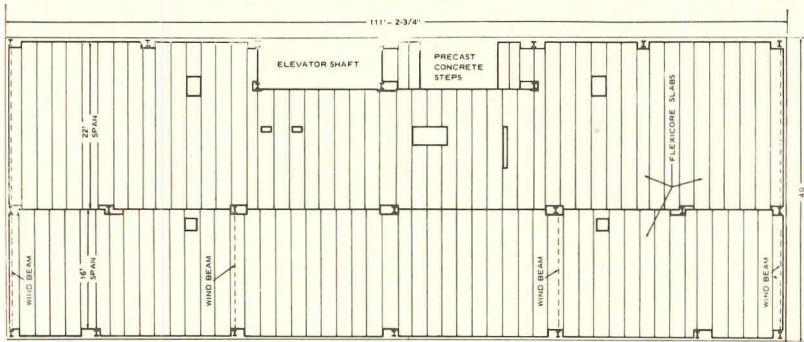 111'- 2-3/4"
ELEVATOR SHAFT
PRECAST
CONCRETE
STEPS
22'
SPAN
FLEXICORE SLABS
16'
SPAN
WIND BEAM
WIND BEAM
WIND BEAM
WIND BEAM